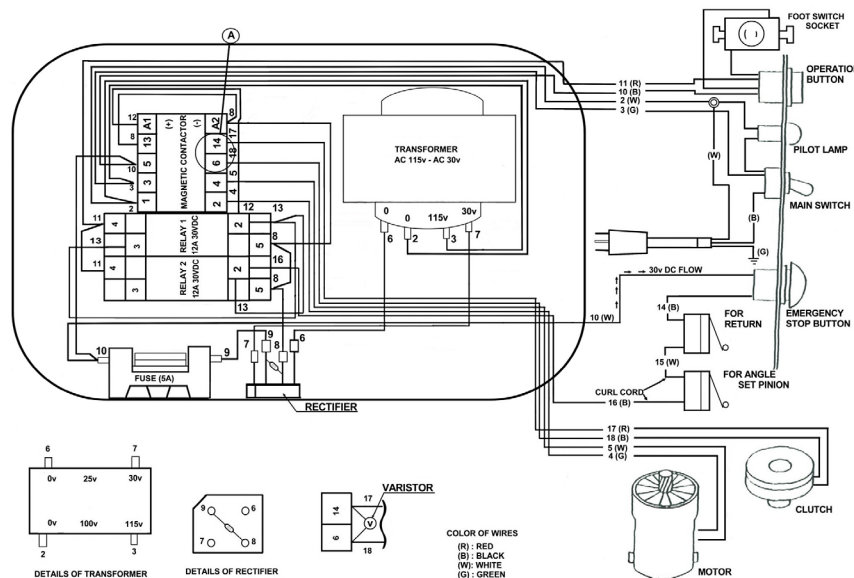 FOOT SWITCH
SOCKET
A
OPERATION
BUTTON
11 (R)
10 (B)
2 (W)
3 (G)
(W)
PILOT LAMP
MAIN SWITCH
(B)
(G)
12
A1
(+)
(-)
A2
8
8
13
14
17
10
5
6
18
3
3
4
5
2
1
2
4
MAGNETIC CONTACTOR
TRANSFORMER
AC 115v - AC 30v
0
0
115v
30v
6
2
3
7
12
13
11
4
2
13
3
5
8
RELAY 1
12A 30VDC
11
4
2
16
3
5
8
RELAY 2
12A 30VDC
13
30v DC FLOW
10 (W)
14 (B)
EMERGENCY
STOP BUTTON
FOR
RETURN
15 (W)
FOR ANGLE
SET PINION
CURL CORD
16 (B)
10
9
FUSE (5A)
7
9
8
6
RECTIFIER
17 (R)
18 (B)
5 (W)
4 (G)
CLUTCH
MOTOR
6
7
0v
25v
30v
0v
100v
115v
2
3
DETAILS OF TRANSFORMER
9
6
7
8
DETAILS OF RECTIFIER
VARISTOR
14
17
V
6
18
COLOR OF WIRES
(R) : RED
(B) : BLACK
(W): WHITE
(G) : GREEN